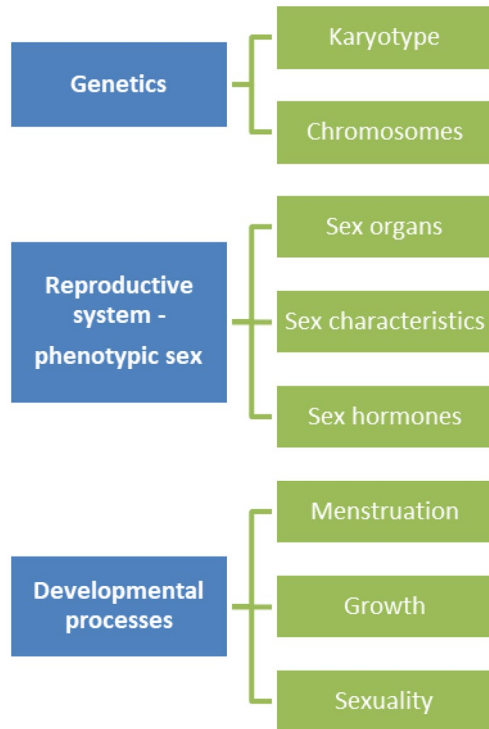 Genetics
Karyotype
Chromosomes
Reproductive
system -
phenotypic sex
Sex organs
Sex characteristics
Sex hormones
Developmental
processes
Menstruation
Growth
Sexuality